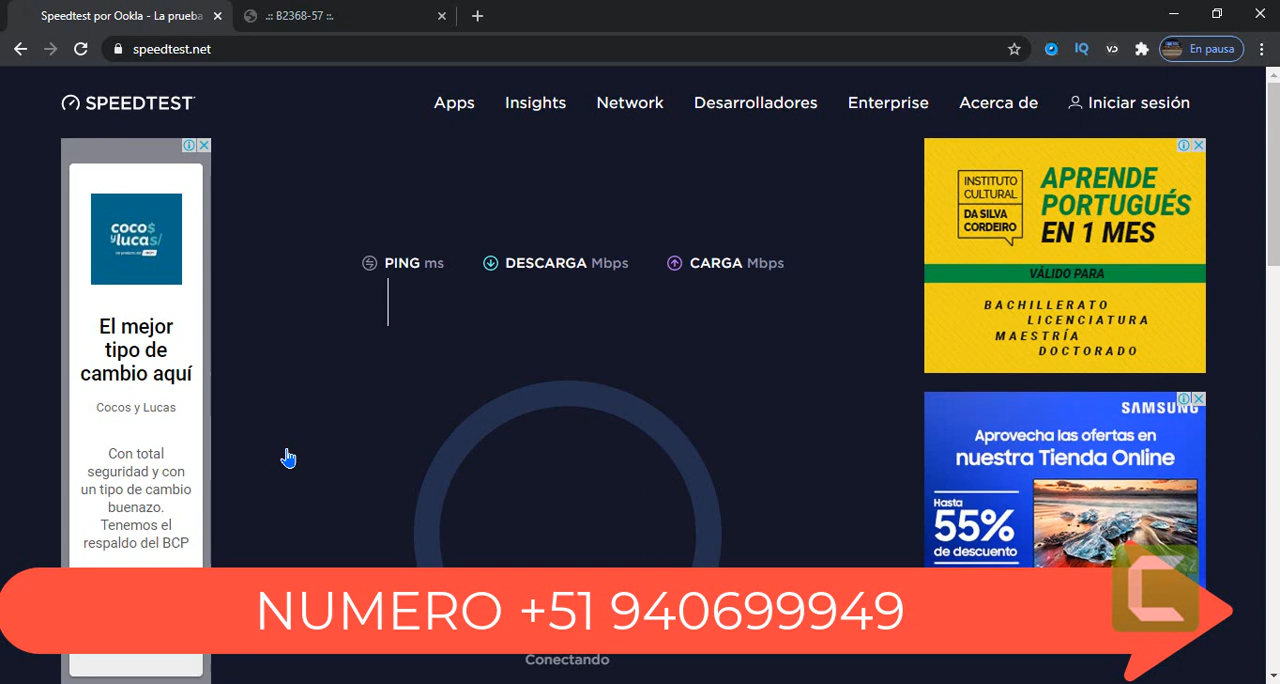 Speedtest por Ookla - La prueba
.:: B2368-57 ::.
speedtest.net
IQ
En pausa
SPEEDTEST
Apps
Insights
Network
Desarrolladores
Enterprise
Acerca de
Iniciar sesión
coco$
ylucas/
El mejor
tipo de
cambio aquí
Cocos y Lucas
Con total
seguridad y con
un tipo de cambio
buenazo.
Tenemos el
respaldo del BCP
PING ms
DESCARGA Mbps
CARGA Mbps
Conectando
INSTITUTO
CULTURAL
DA SILVA
CORDEIRO
APRENDE
PORTUGUÉS
EN 1 MES
VÁLIDO PARA
BACHILLERATO
LICENCIATURA
MAESTRÍA
DOCTORADO
SAMSUNG
Aprovecha las ofertas en
nuestra Tienda Online
Hasta
55%
de descuento
NUMERO +51 940699949